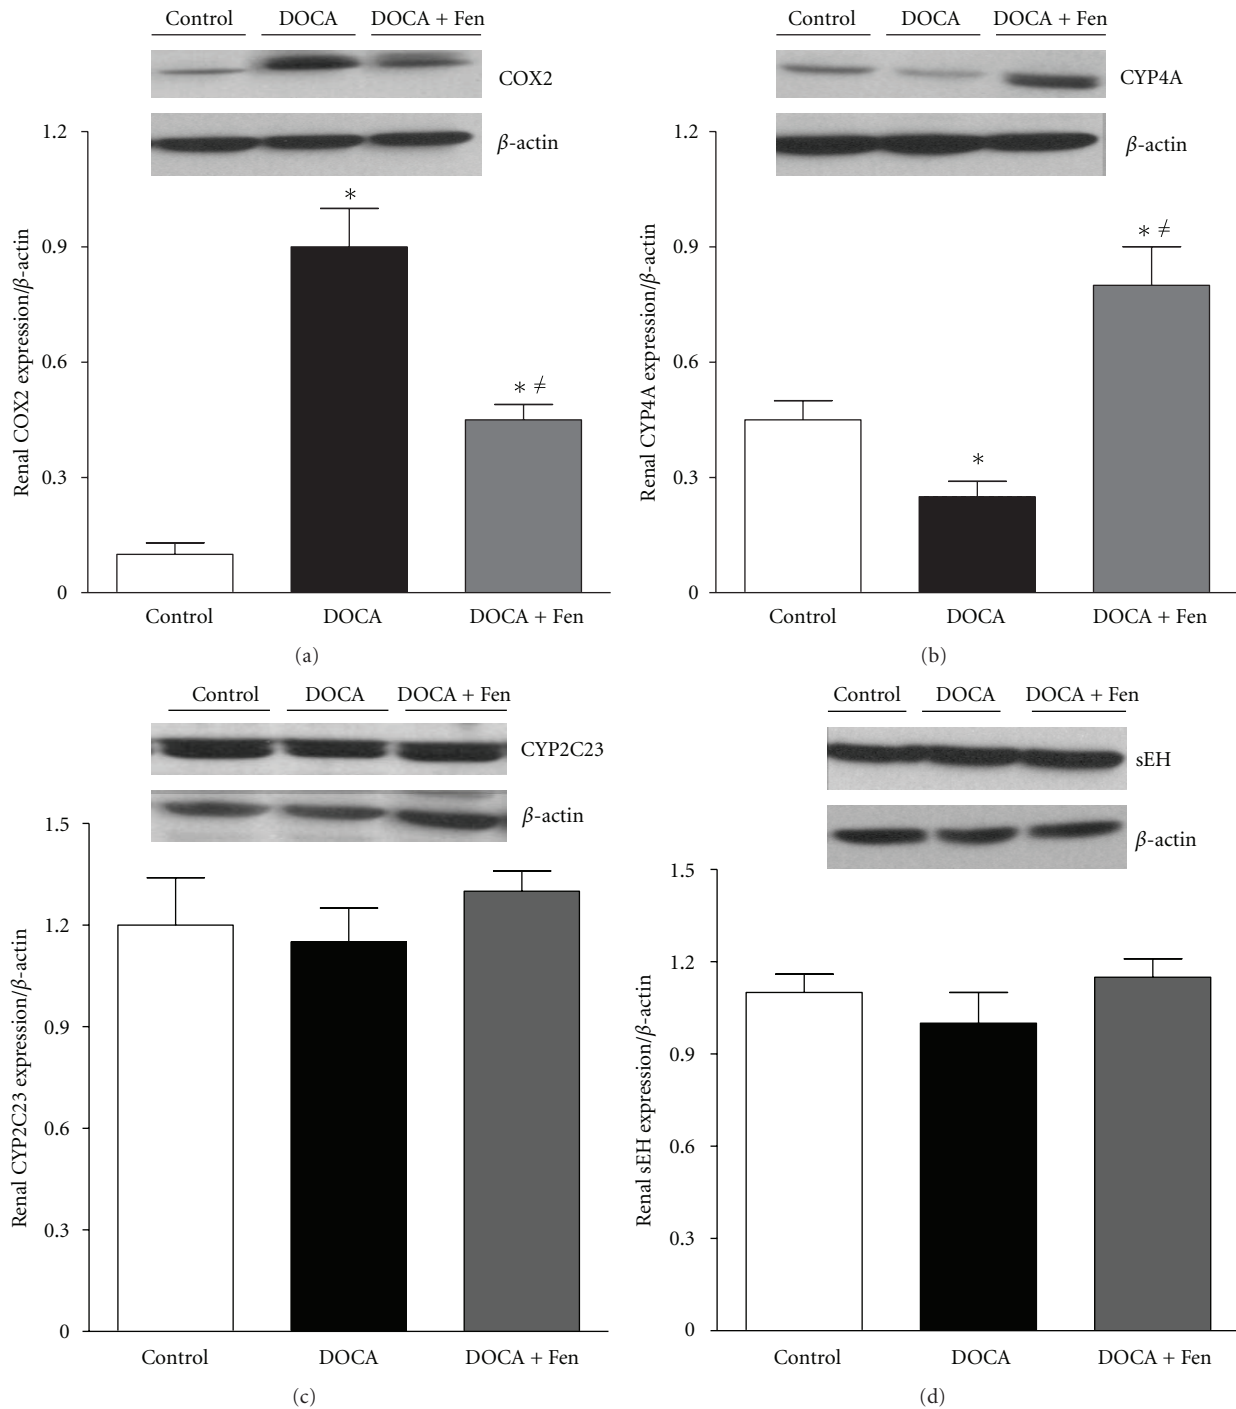 Control DOCA DOCA + Fen
COX2
β-actin
1.2
0.9
0.6
0.3
0
Renal COX2 expression/β-actin
*
* ≠
Control DOCA DOCA + Fen
(a)
Control DOCA DOCA + Fen
CYP4A
β-actin
1.2
0.9
0.6
0.3
0
Renal CYP4A expression/β-actin
*
* ≠
Control DOCA DOCA + Fen
(b)
Control DOCA DOCA + Fen
CYP2C23
β-actin
1.5
1.2
0.9
0.6
0.3
0
Renal CYP2C23 expression/β-actin
Control DOCA DOCA + Fen
(c)
Control DOCA DOCA + Fen
sEH
β-actin
1.5
1.2
0.9
0.6
0.3
0
Renal sEH expression/β-actin
Control DOCA DOCA + Fen
(d)